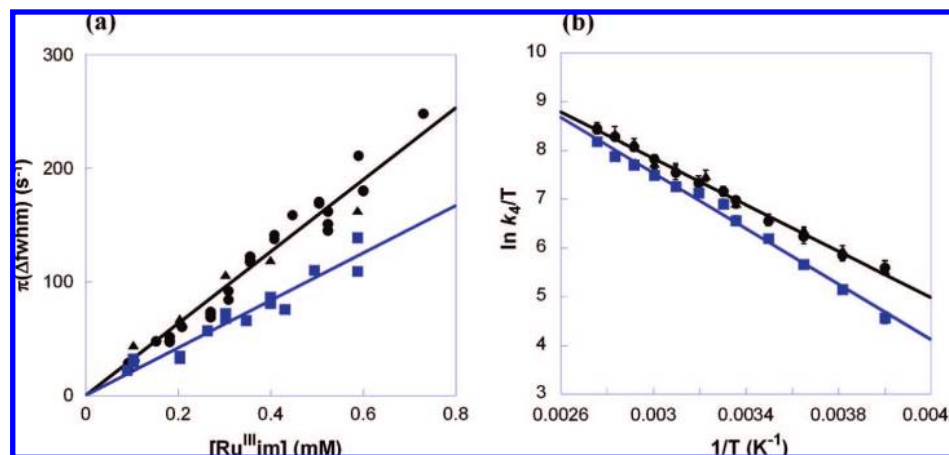 (a)
(b)
300
200
100
0
π(Δfwhm) (s⁻¹)
0 0.2 0.4 0.6 0.8
[Ruᴵᴵᴵim] (mM)
10
9
8
7
6
5
4
3
ln k₄/T
0.0026 0.003 0.0034 0.0038 0.004
1/T (K⁻¹)